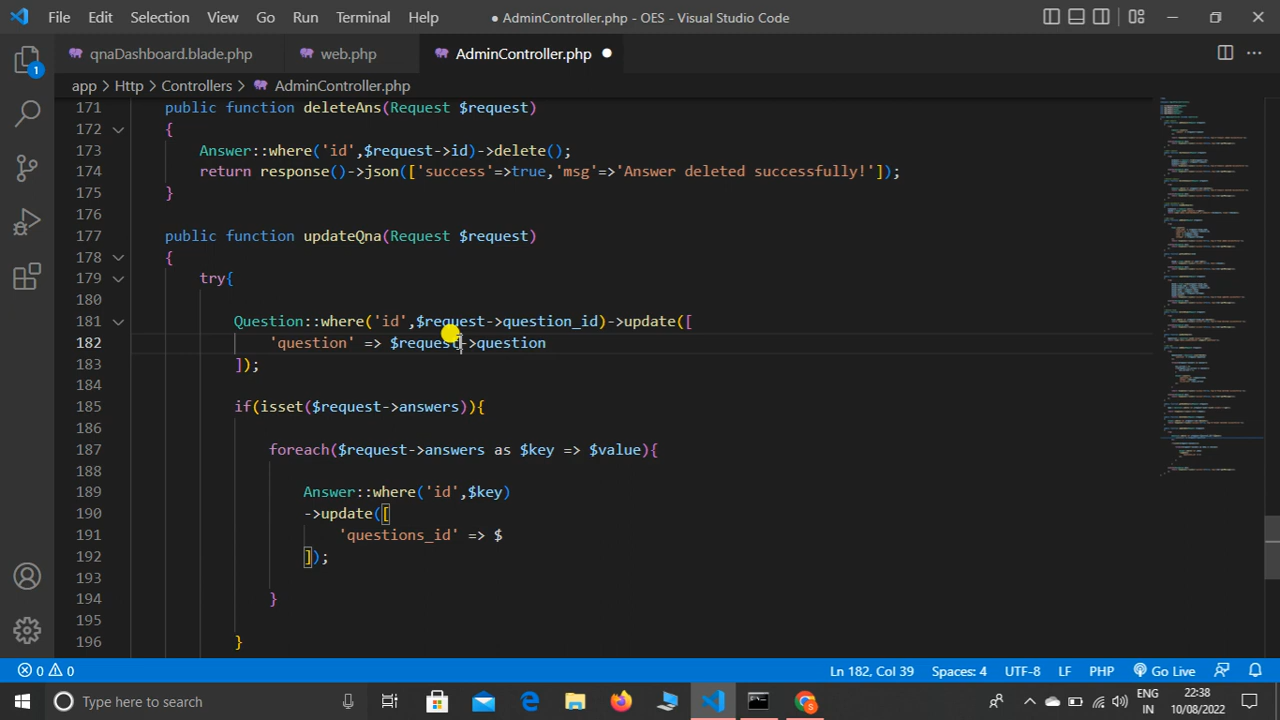 File Edit Selection View Go Run Terminal Help
● AdminController.php - OES - Visual Studio Code
qnaDashboard.blade.php web.php AdminController.php
app > Http > Controllers > AdminController.php
171 public function deleteAns(Request $request)
172 {
173 Answer::where('id',$request->id)->delete();
174 return response()->json(['success'=>true,'msg'=>'Answer deleted successfully!']);
175 }
176
177 public function updateQna(Request $request)
178 {
179 try{
180
181 Question::where('id',$request->question_id)->update([
182 'question' => $request->question
183 ]);
184
185 if(isset($request->answers)){
186
187 foreach($request->answers as $key => $value){
188
189 Answer::where('id',$key)
190 ->update([
191 'questions_id' => $
192 ]);
193
194 }
195
196 }
1
0 0 Ln 182, Col 39 Spaces: 4 UTF-8 LF PHP Go Live
Type here to search
ENG IN
22:38
10/08/2022